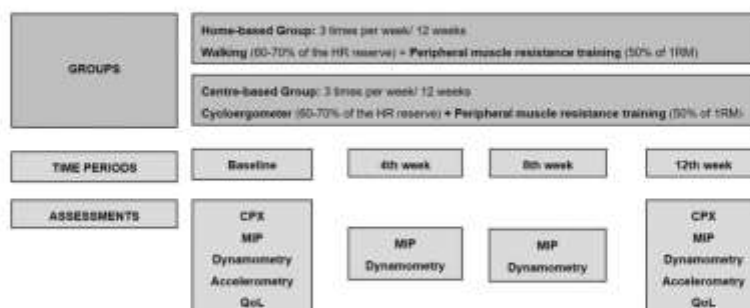 GROUPS
Home-based Group: 3 times per week/ 12 weeks
Walking (60-70% of the HR reserve) + Peripheral muscle resistance training (50% of 1RM)
Centre-based Group: 3 times per week/ 12 weeks
Cycloergometer (60-70% of the HR reserve) + Peripheral muscle resistance training (50% of 1RM)
TIME PERIODS
Baseline
4th week
8th week
12th week
ASSESSMENTS
CPX
MIP
Dynamometry
Accelerometry
QoL
MIP
Dynamometry
MIP
Dynamometry
CPX
MIP
Dynamometry
Accelerometry
QoL